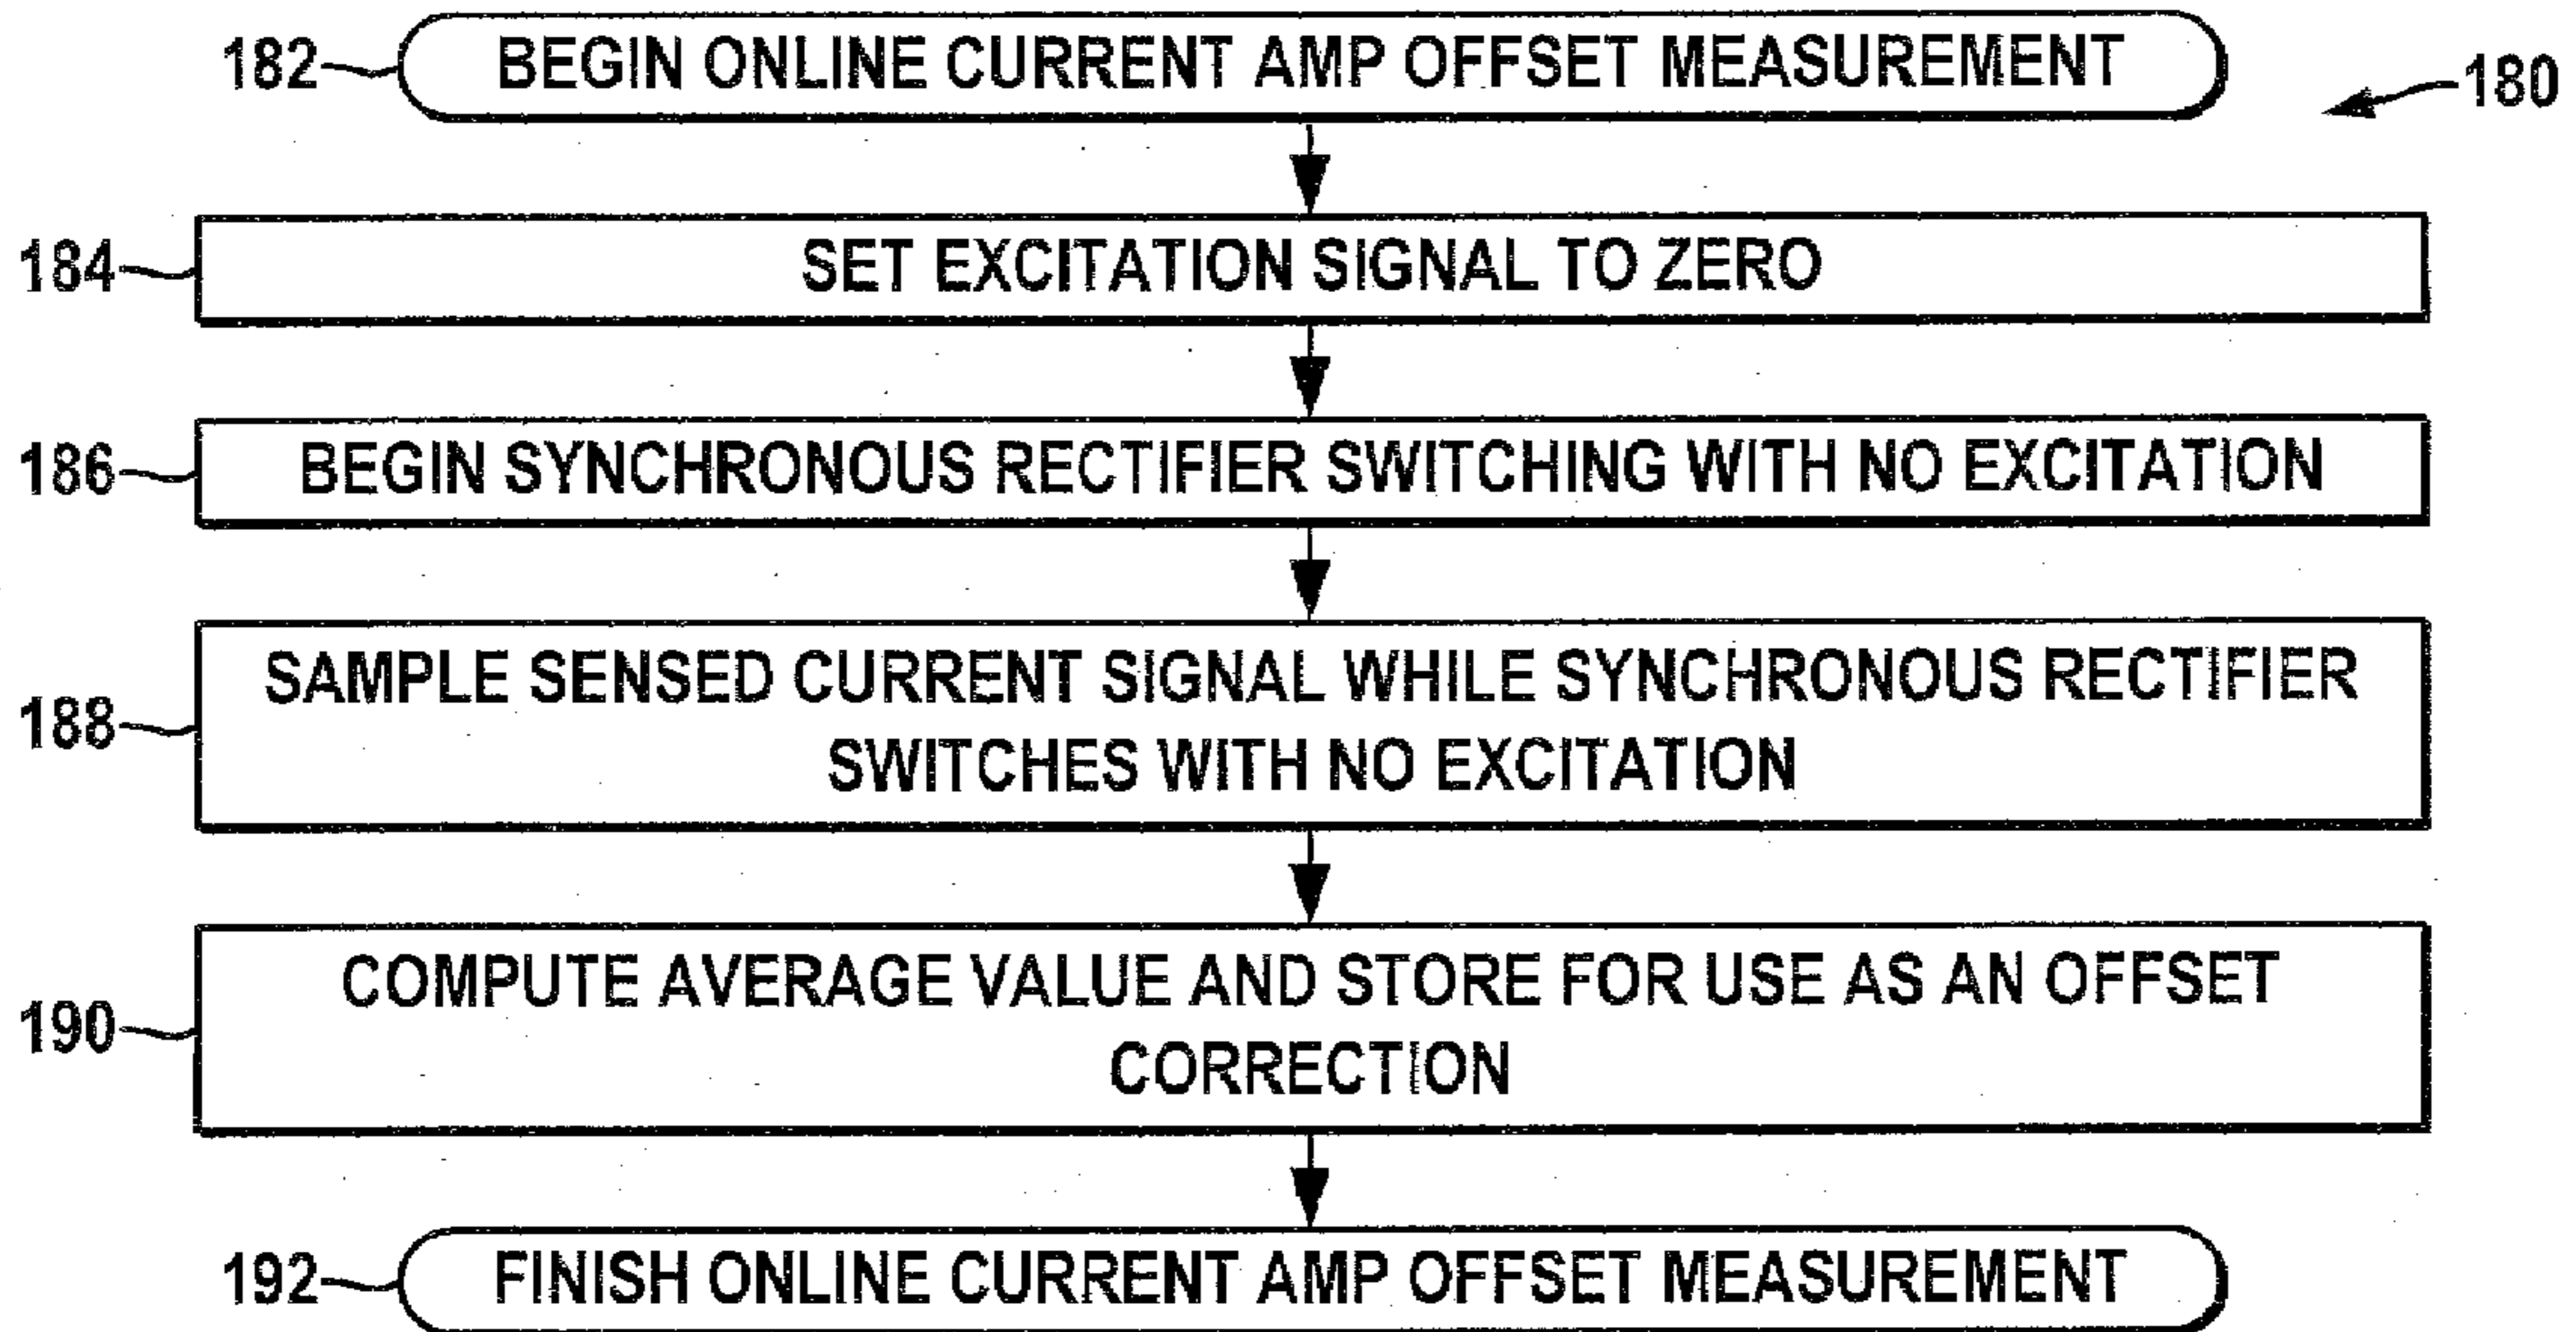 182 BEGIN ONLINE CURRENT AMP OFFSET MEASUREMENT
180
184 SET EXCITATION SIGNAL TO ZERO
186 BEGIN SYNCHRONOUS RECTIFIER SWITCHING WITH NO EXCITATION
SAMPLE SENSED CURRENT SIGNAL WHILE SYNCHRONOUS RECTIFIER
188
SWITCHES WITH NO EXCITATION
COMPUTE AVERAGE VALUE AND STORE FOR USE AS AN OFFSET
190
CORRECTION
192 FINISH ONLINE CURRENT AMP OFFSET MEASUREMENT